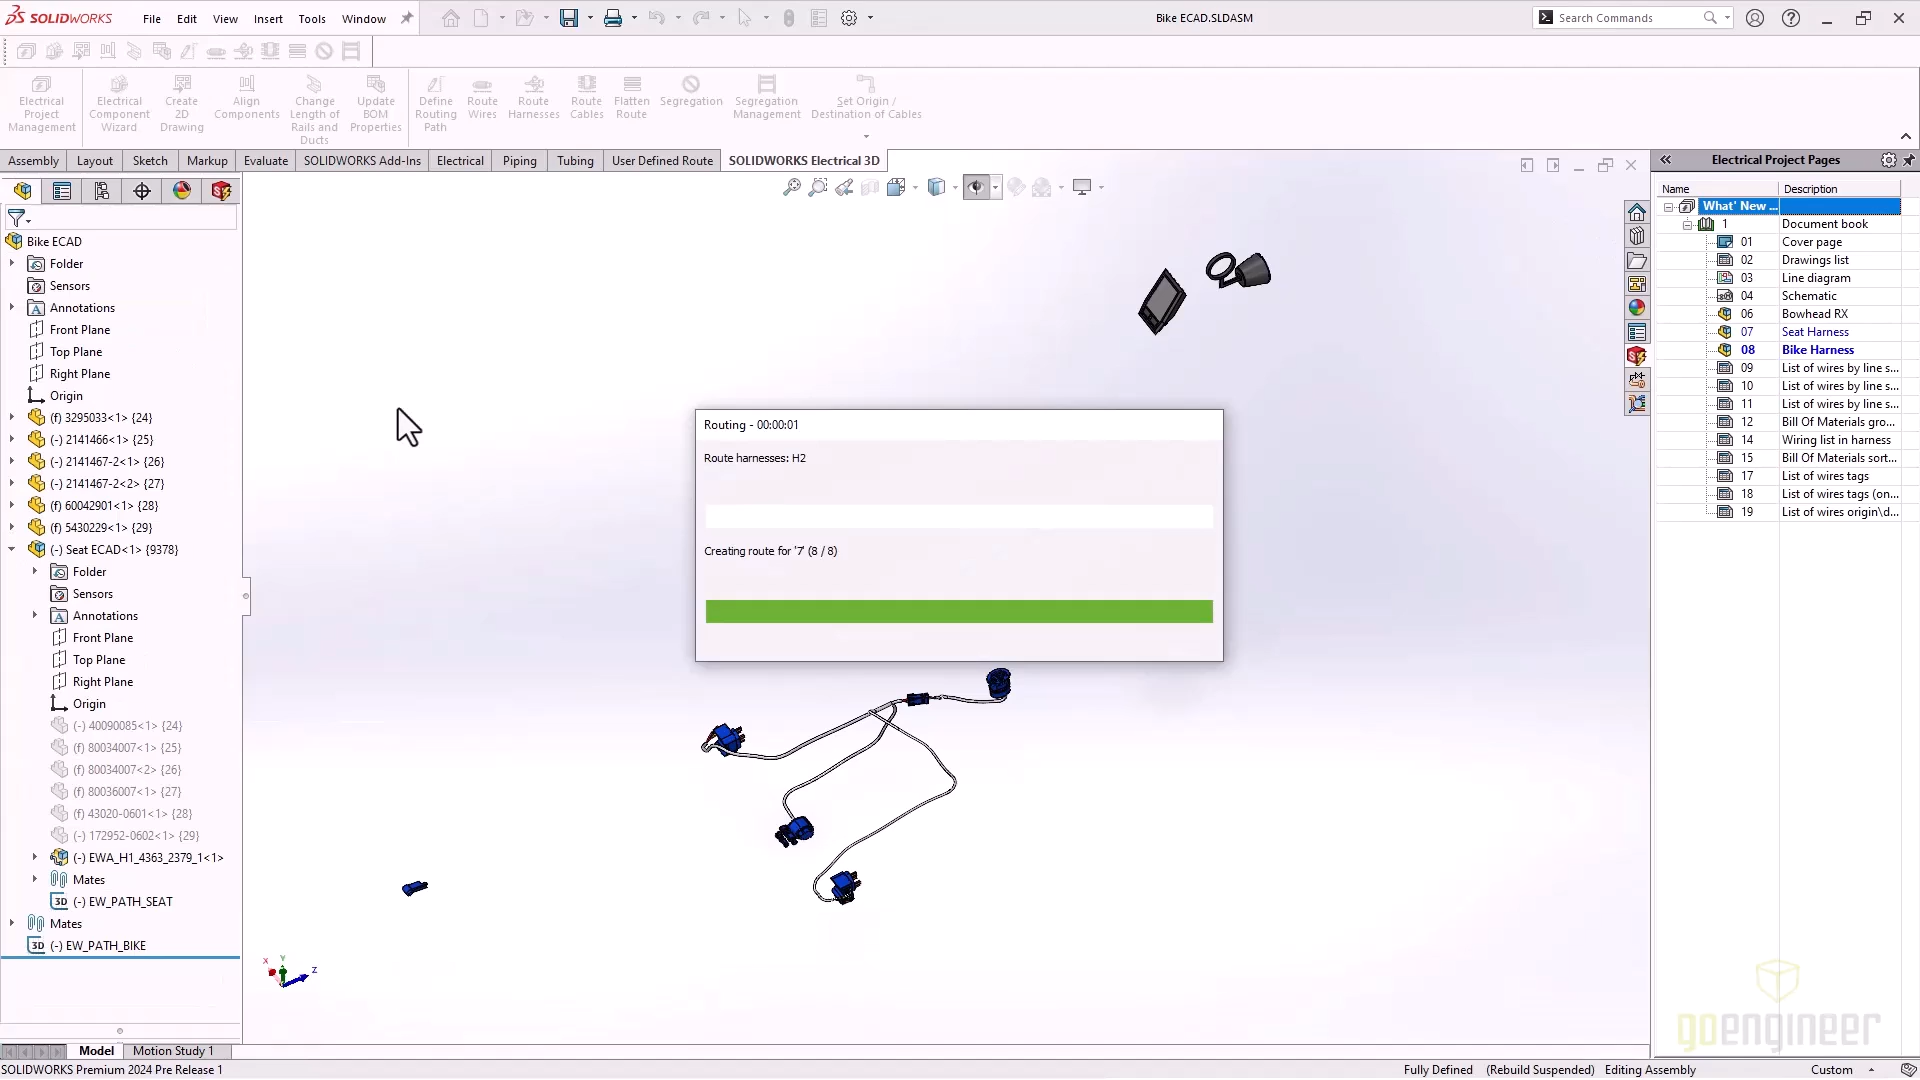 SOLIDWORKS
File Edit View Insert Tools Window
Bike ECAD.SLDASM
Search Commands
Electrical Project Management
Electrical Component Wizard
Create 2D Drawing
Align Components
Change Length of Rails and Ducts
Update BOM Properties
Define Routing Path
Route Wires
Route Harnesses
Route Cables
Flatten Route
Segregation
Segregation Management
Set Origin / Destination of Cables
Assembly Layout Sketch Markup Evaluate SOLIDWORKS Add-Ins Electrical Piping Tubing User Defined Route SOLIDWORKS Electrical 3D
Bike ECAD
Folder
Sensors
Annotations
Front Plane
Top Plane
Right Plane
Origin
(f) 3295033<1> {24}
(-) 2141466<1> {25}
(-) 2141467-2<1> {26}
(-) 2141467-2<2> {27}
(f) 60042901<1> {28}
(f) 5430229<1> {29}
(-) Seat ECAD<1> {9378}
Folder
Sensors
Annotations
Front Plane
Top Plane
Right Plane
Origin
(-) 40090085<1> {24}
(f) 80034007<1> {25}
(f) 80034007<2> {26}
(f) 80036007<1> {27}
(f) 43020-0601<1> {28}
(-) 172952-0602<1> {29}
(-) EWA_H1_4363_2379_1<1>
Mates
3D (-) EW_PATH_SEAT
Mates
3D (-) EW_PATH_BIKE
Routing - 00:00:01
Route harnesses: H2
Creating route for '7' (8 / 8)
X Y Z
Electrical Project Pages
Name Description
What' New ...
1 Document book
01 Cover page
02 Drawings list
03 Line diagram
04 Schematic
06 Bowhead RX
07 Seat Harness
08 Bike Harness
09 List of wires by line s...
10 List of wires by line s...
11 List of wires by line s...
12 Bill Of Materials gro...
14 Wiring list in harness
15 Bill Of Materials sort...
17 List of wires tags
18 List of wires tags (on...
19 List of wires origin\d...
goengineer
Model Motion Study 1
SOLIDWORKS Premium 2024 Pre Release 1
Fully Defined (Rebuild Suspended) Editing Assembly Custom